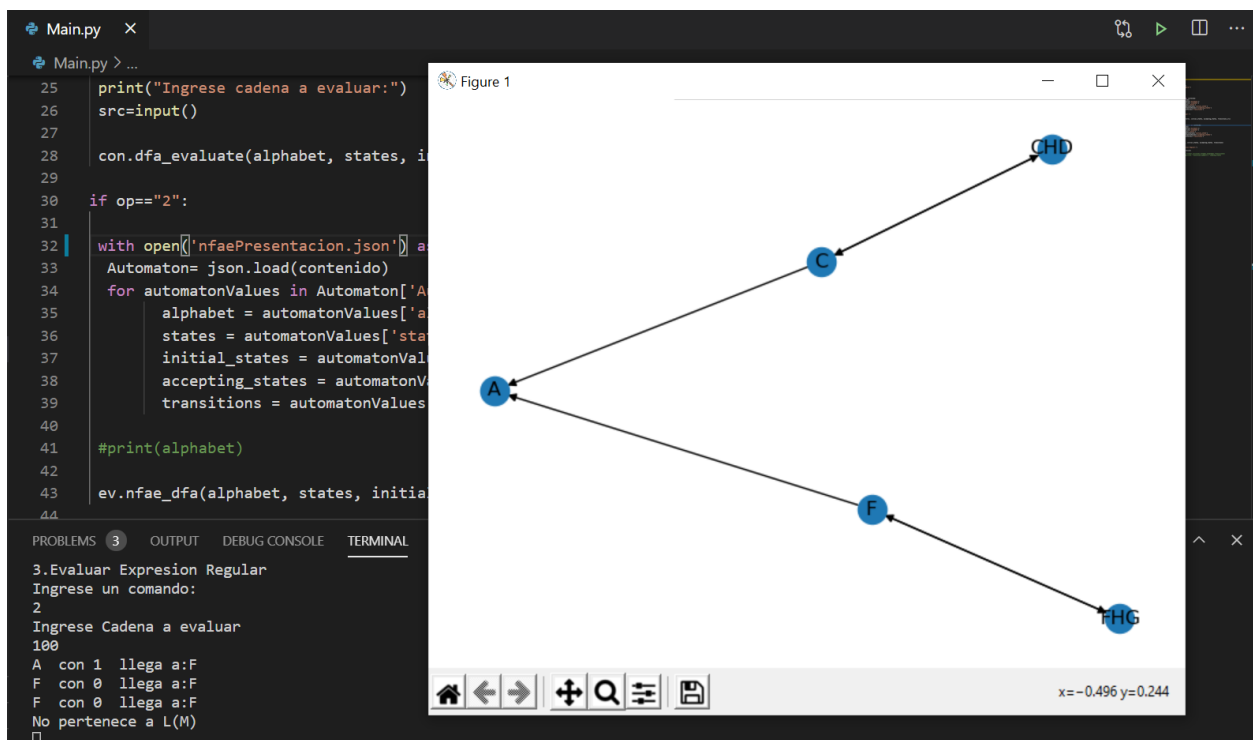 Main.py ×
Main.py > ...
25 print("Ingrese cadena a evaluar:")
26 src=input()
27
28 con.dfa_evaluate(alphabet, states, i
29
30 if op=="2":
31
32 with open('nfaePresentacion.json') a
33 Automaton= json.load(contenido)
34 for automatonValues in Automaton['A
35 alphabet = automatonValues['a
36 states = automatonValues['sta
37 initial_states = automatonVal
38 accepting_states = automatonV
39 transitions = automatonValues
40
41 #print(alphabet)
42
43 ev.nfae_dfa(alphabet, states, initia
44
PROBLEMS 3 OUTPUT DEBUG CONSOLE TERMINAL
3.Evaluar Expresion Regular
Ingrese un comando:
2
Ingrese Cadena a evaluar
100
A con 1 llega a:F
F con 0 llega a:F
F con 0 llega a:F
No pertenece a L(M)
Figure 1
CHD
C
A
F
FHG
x=−0.496 y=0.244